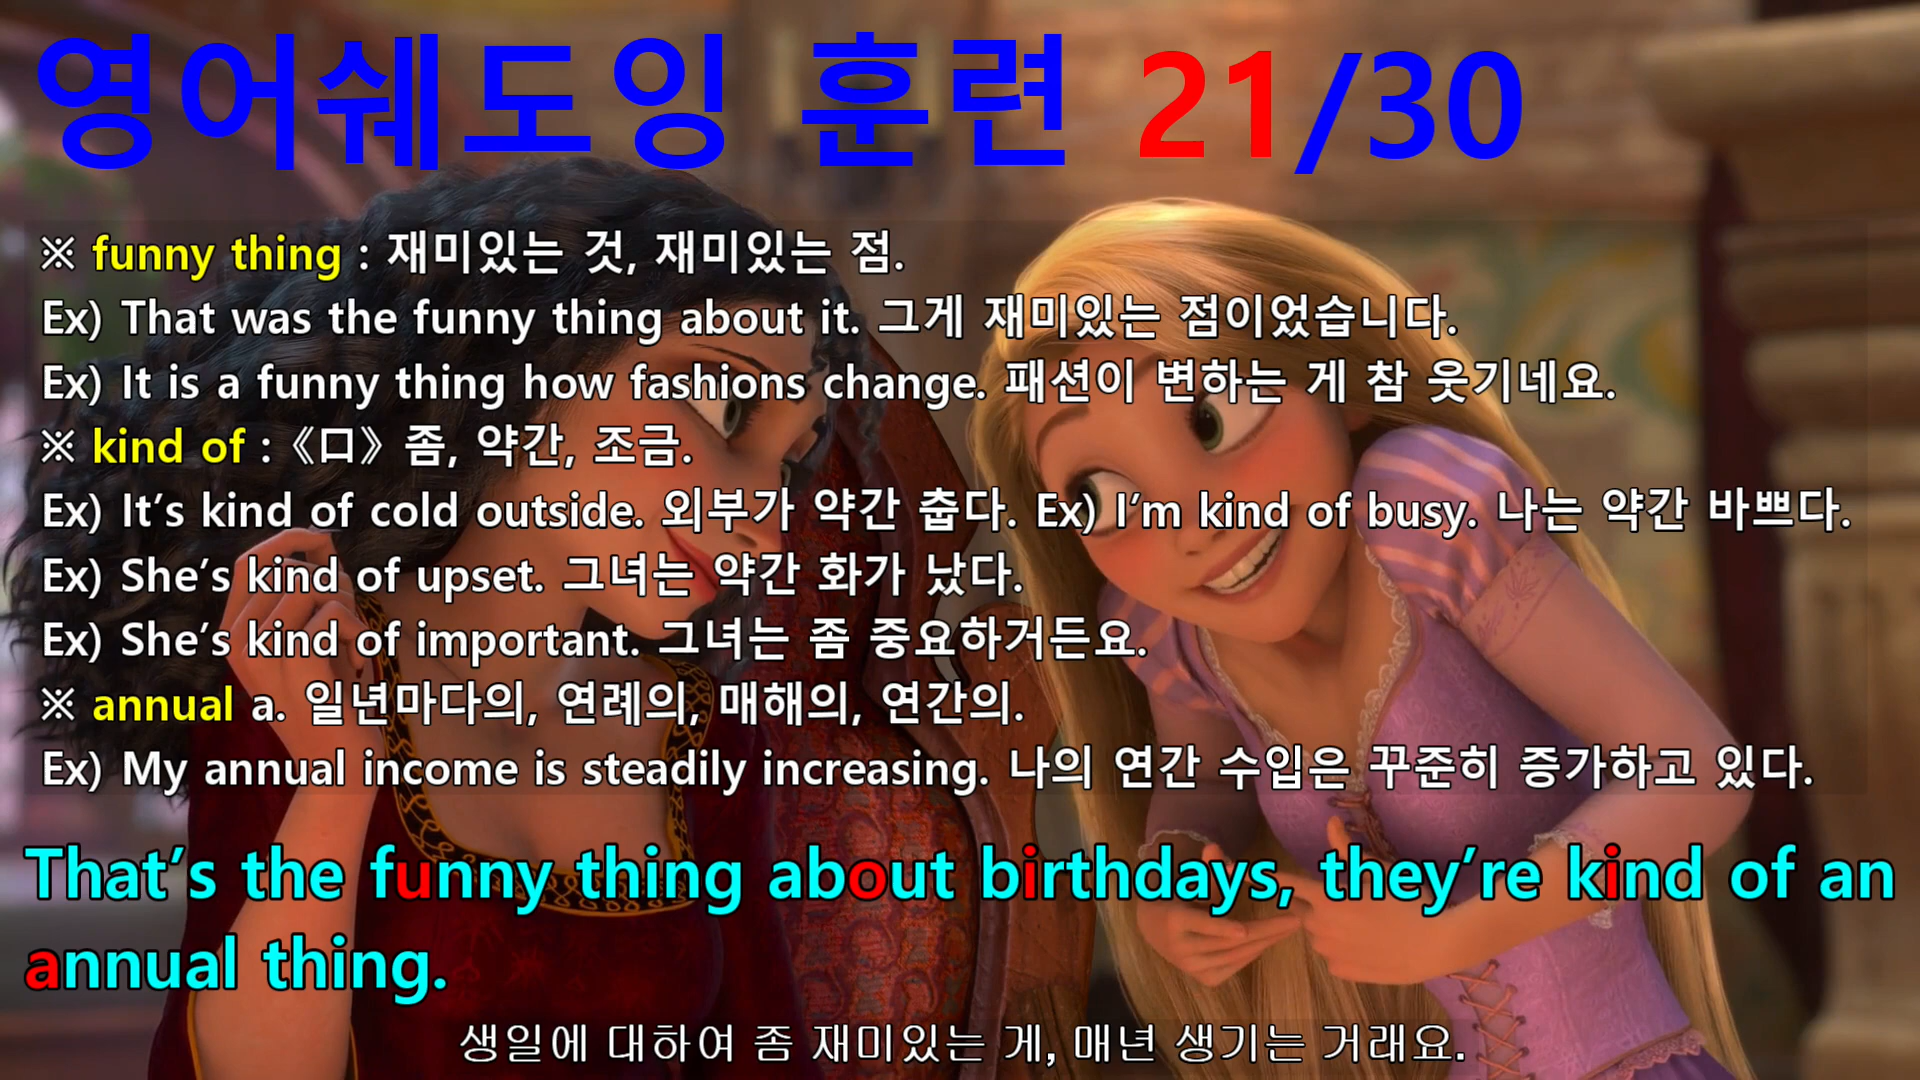 영어쉐도잉 훈련 21/30
※ funny thing : 재미있는 것, 재미있는 점.
Ex) That was the funny thing about it. 그게 재미있는 점이었습니다.
Ex) It is a funny thing how fashions change. 패션이 변하는 게 참 웃기네요.
※ kind of :《口》좀, 약간, 조금.
Ex) It’s kind of cold outside. 외부가 약간 춥다. Ex) I’m kind of busy. 나는 약간 바쁘다.
Ex) She’s kind of upset. 그녀는 약간 화가 났다.
Ex) She’s kind of important. 그녀는 좀 중요하거든요.
※ annual a. 일년마다의, 연례의, 매해의, 연간의.
Ex) My annual income is steadily increasing. 나의 연간 수입은 꾸준히 증가하고 있다.
That’s the funny thing about birthdays, they’re kind of an
annual thing.
생일에 대하여 좀 재미있는 게, 매년 생기는 거래요.